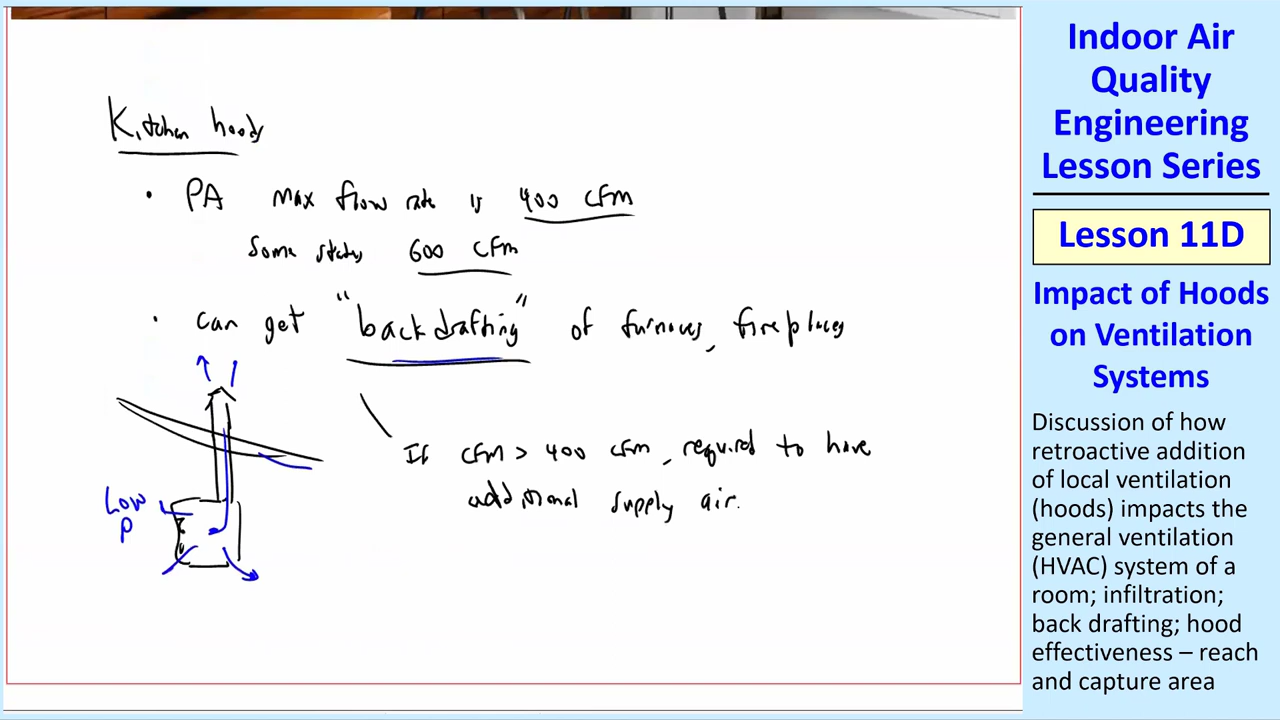 Kitchen hoods
• PA max flow rate is 400 cfm
Some states 600 cfm
• can get "backdrafting" of furnaces, fireplaces
If cfm > 400 cfm, required to have
additional supply air.
Low
P
Indoor Air
Quality
Engineering
Lesson Series
Lesson 11D
Impact of Hoods
on Ventilation
Systems
Discussion of how
retroactive addition
of local ventilation
(hoods) impacts the
general ventilation
(HVAC) system of a
room; infiltration;
back drafting; hood
effectiveness – reach
and capture area